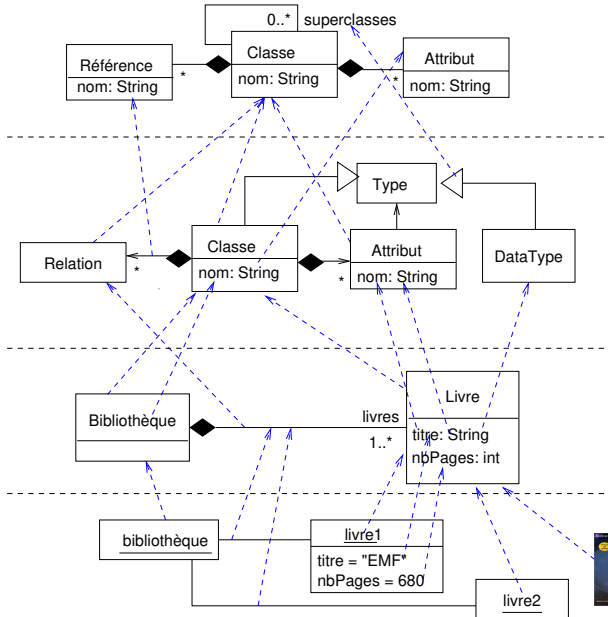 0..* superclasses
Référence
nom: String
*
Classe
nom: String
*
Attribut
nom: String
Type
Relation
*
Classe
nom: String
*
Attribut
nom: String
DataType
Bibliothèque
livres
1..*
Livre
titre: String
nbPages: int
bibliothèque
livre1
titre = "EMF"
nbPages = 680
livre2